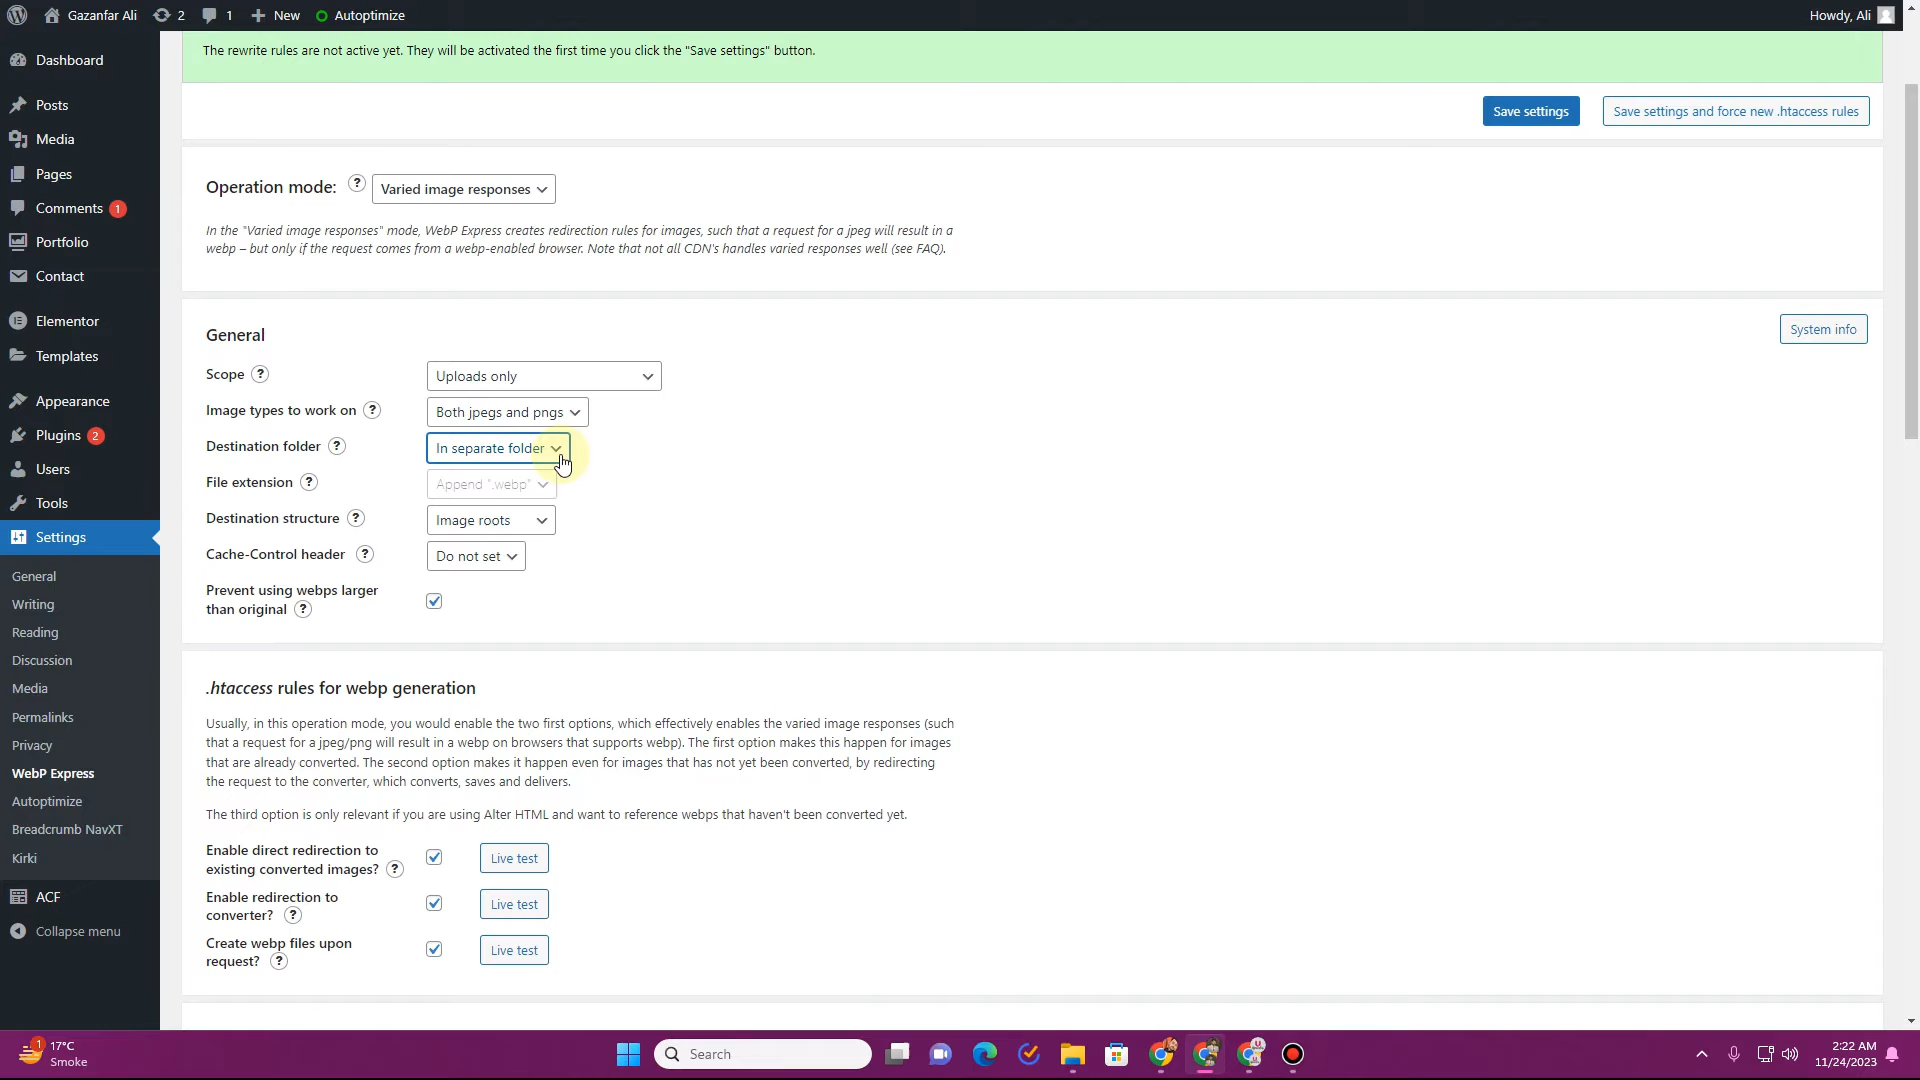 Gazanfar Ali 2 1 New Autoptimize Howdy, Ali
Dashboard
Posts
Media
Pages
Comments 1
Portfolio
Contact
Elementor
Templates
Appearance
Plugins 2
Users
Tools
Settings
General
Writing
Reading
Discussion
Media
Permalinks
Privacy
WebP Express
Autoptimize
Breadcrumb NavXT
Kirki
ACF
Collapse menu
The rewrite rules are not active yet. They will be activated the first time you click the "Save settings" button.
Save settings Save settings and force new .htaccess rules
Operation mode: ? Varied image responses
In the "Varied image responses" mode, WebP Express creates redirection rules for images, such that a request for a jpeg will result in a
webp – but only if the request comes from a webp-enabled browser. Note that not all CDN's handles varied responses well (see FAQ).
General
System info
Scope ? Uploads only
Image types to work on ? Both jpegs and pngs
Destination folder ? In separate folder
File extension ? Append ".webp"
Destination structure ? Image roots
Cache-Control header ? Do not set
Prevent using webps larger
than original ?
.htaccess rules for webp generation
Usually, in this operation mode, you would enable the two first options, which effectively enables the varied image responses (such
that a request for a jpeg/png will result in a webp on browsers that supports webp). The first option makes this happen for images
that are already converted. The second option makes it happen even for images that has not yet been converted, by redirecting
the request to the converter, which converts, saves and delivers.
The third option is only relevant if you are using Alter HTML and want to reference webps that haven't been converted yet.
Enable direct redirection to
existing converted images? ? Live test
Enable redirection to
converter? ? Live test
Create webp files upon
request? ? Live test
1 17°C
Smoke
Search
2:22 AM
11/24/2023